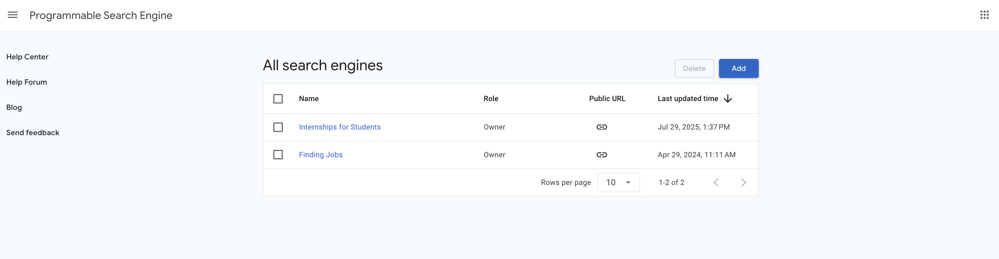 Programmable Search Engine
Help Center
Help Forum
Blog
Send feedback
All search engines
Delete
Add
Name Role Public URL Last updated time
Internships for Students Owner Jul 29, 2025, 1:37 PM
Finding Jobs Owner Apr 29, 2024, 11:11 AM
Rows per page 10 1-2 of 2